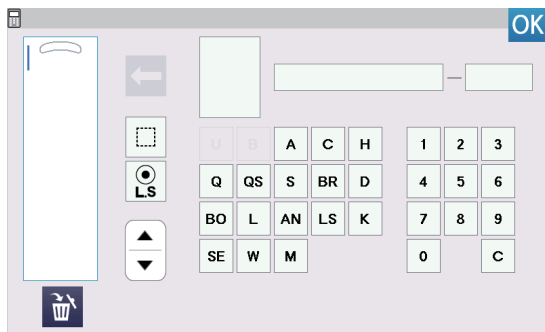 OK
U B A C H 1 2 3
L.S
Q QS S BR D 4 5 6
BO L AN LS K 7 8 9
SE W M 0 C